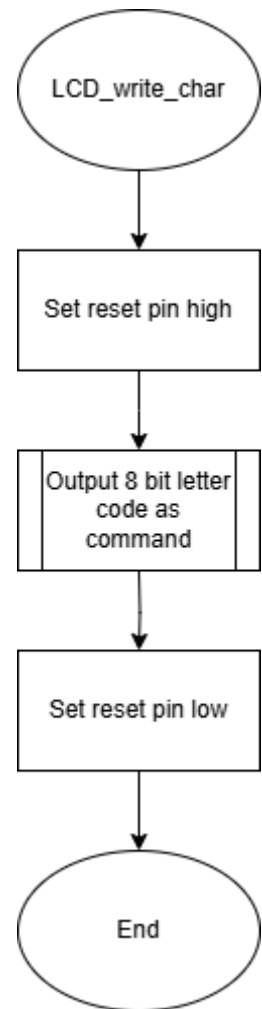 LCD_write_char
Set reset pin high
Output 8 bit letter
code as
command
Set reset pin low
End